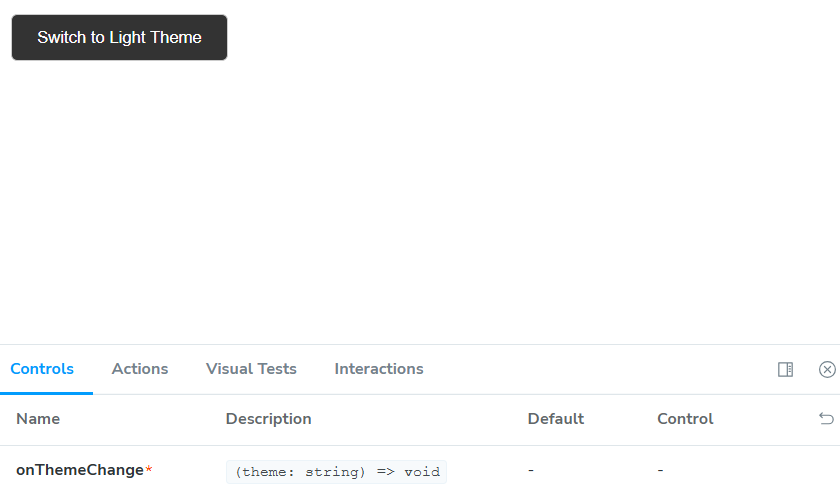 Switch to Light Theme
Controls Actions Visual Tests Interactions
Name Description Default Control
onThemeChange* (theme: string) => void - -